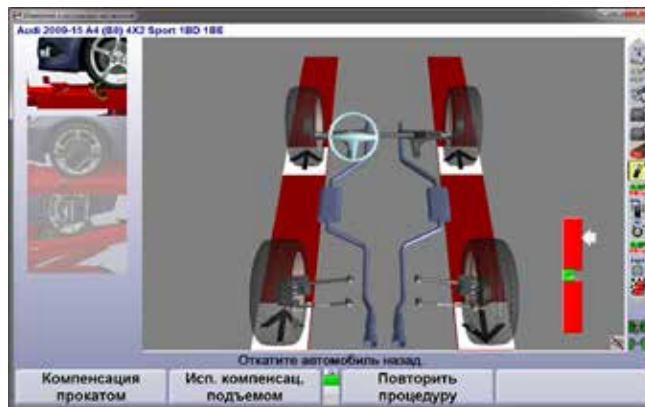 Audi 2009-15 A4 (B8) 4X2 Sport 1BD 1BE
Откатите автомобиль назад.
Компенсация
прокатом
Исп. компенсац.
подъемом
Повторить
процедуру